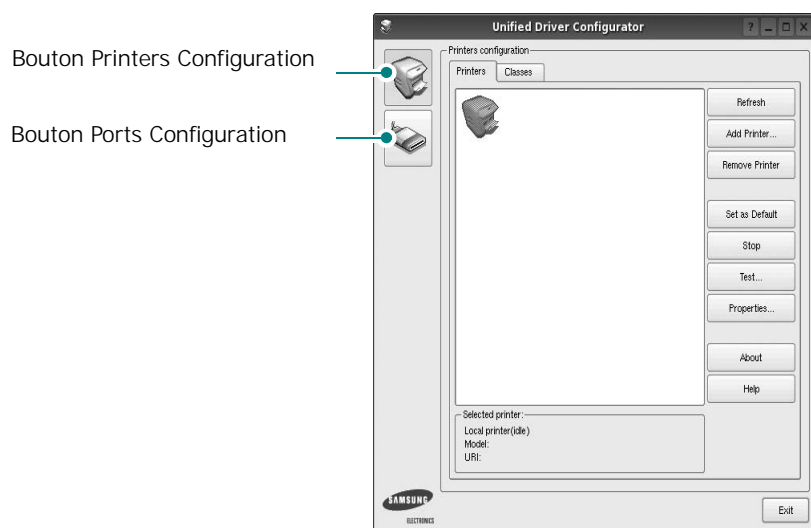 Unified Driver Configurator
?
Bouton Printers Configuration
Bouton Ports Configuration
Printers configuration
Printers
Classes
Refresh
Add Printer...
Remove Printer
Set as Default
Stop
Test...
Properties...
About
Help
Selected printer:
Local printer(idle)
Model:
URI:
SAMSUNG
ELECTRONICS
Exit